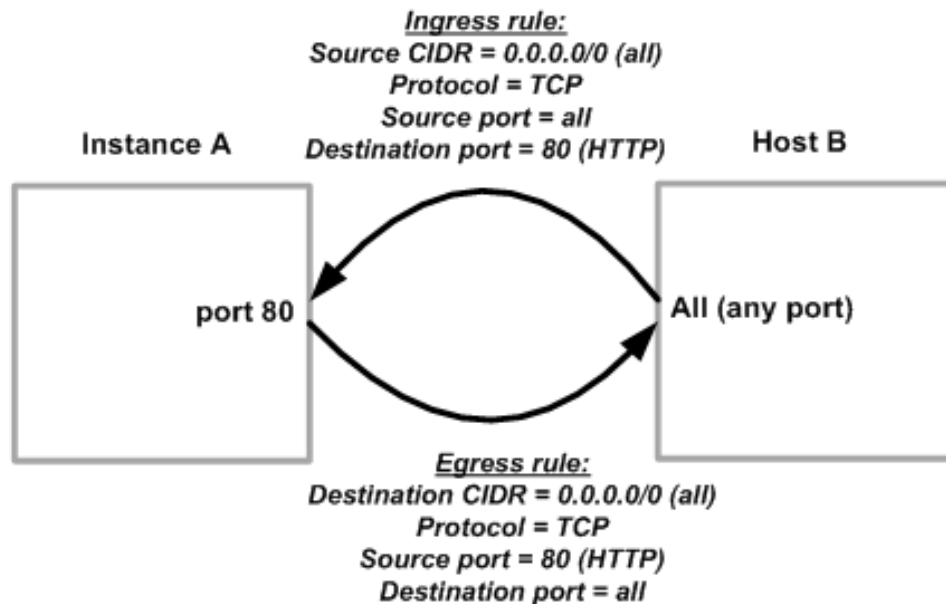 Ingress rule:
Source CIDR = 0.0.0.0/0 (all)
Protocol = TCP
Source port = all
Destination port = 80 (HTTP)
Instance A
Host B
port 80
All (any port)
Egress rule:
Destination CIDR = 0.0.0.0/0 (all)
Protocol = TCP
Source port = 80 (HTTP)
Destination port = all